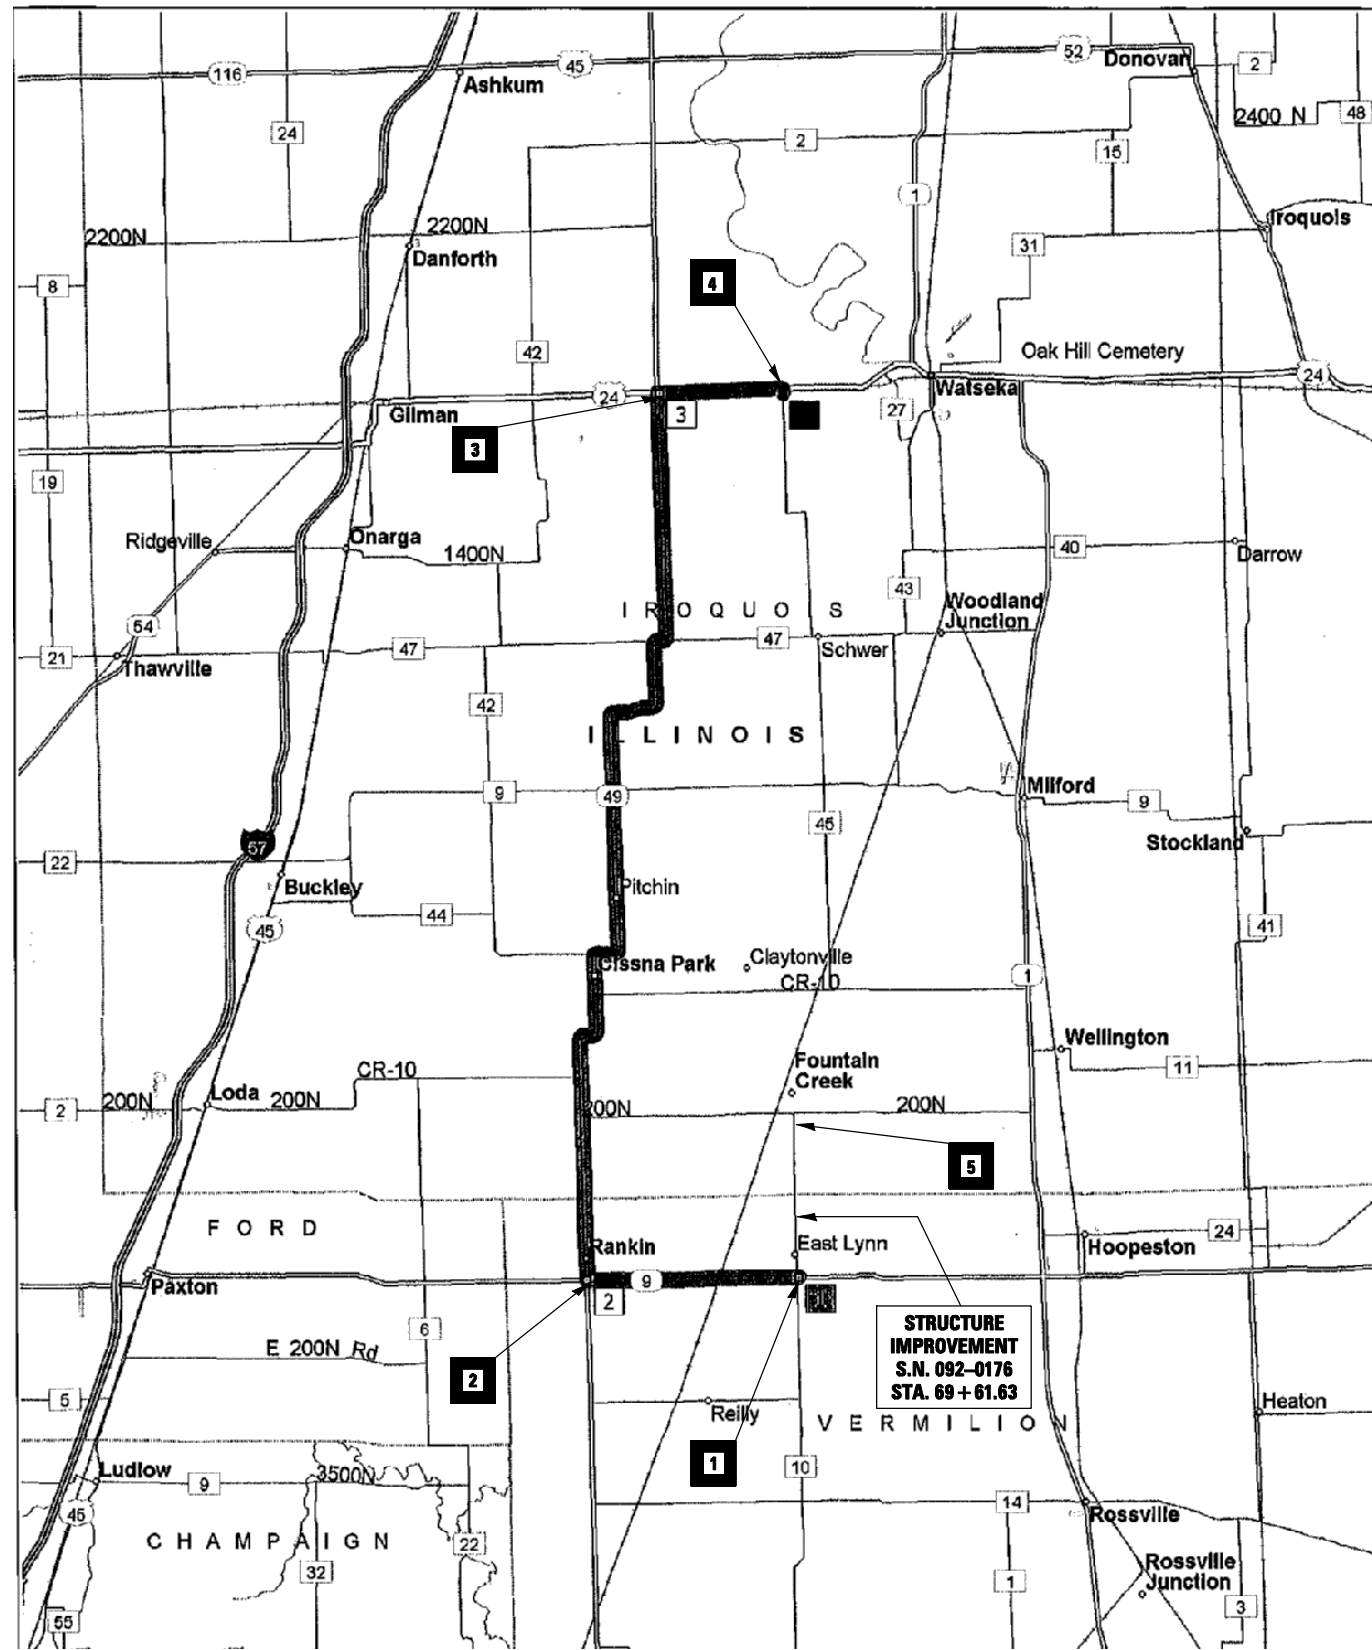 52
116
45
Donovan
2
Ashkum
2400 N
48
24
2
15
1
2200N
2200N
Iroquois
31
Danforth
8
4
42
Oak Hill Cemetery
24
24
Watseka
Gilman
3
27
3
19
Ridgeville
Onarga
1400N
40
Darrow
43
Woodland
Junction
IROQUOIS
54
47
47
21
Schwer
Thawville
42
ILLINOIS
Milford
9
49
9
45
Stockland
57
22
Buckley
Pitchin
44
45
41
Cissna Park
Claytonville
CR-10
1
Wellington
Fountain
Creek
CR-10
11
Loda
2
200N
200N
200N
200N
5
FORD
Rankin
East Lynn
24
Hoopeston
Paxton
9
2
STRUCTURE
IMPROVEMENT
S.N. 092-0176
STA. 69+61.63
6
E 200N Rd
2
5
Reilly
Heaton
VERMILION
1
10
Ludlow
9
3500N
14
45
Rossville
CHAMPAIGN
22
32
Rossville
Junction
1
3
55